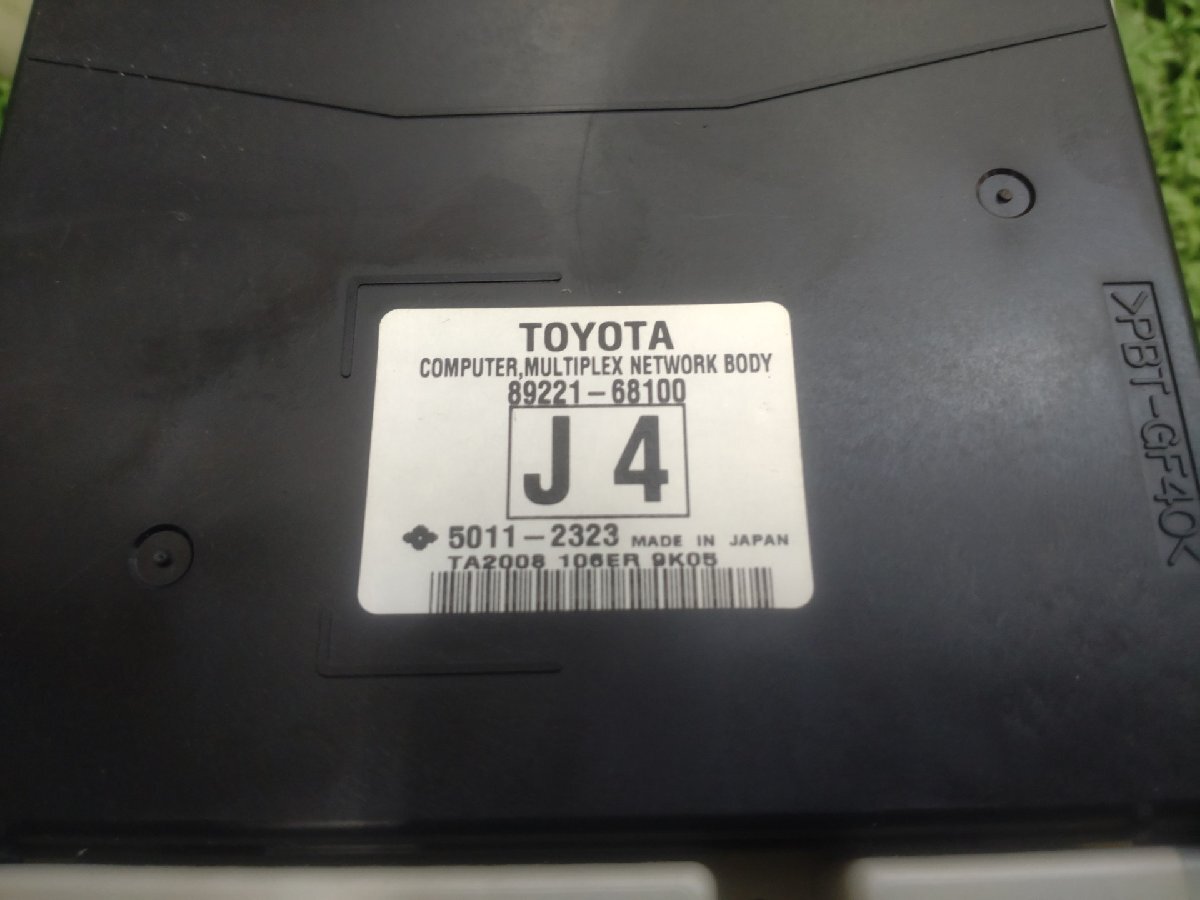 TOYOTA
COMPUTER,MULTIPLEX NETWORK BODY
89221-68100
J 4
5011-2323 MADE IN JAPAN
TA2008 106ER 9K05
>PBT-GF40<